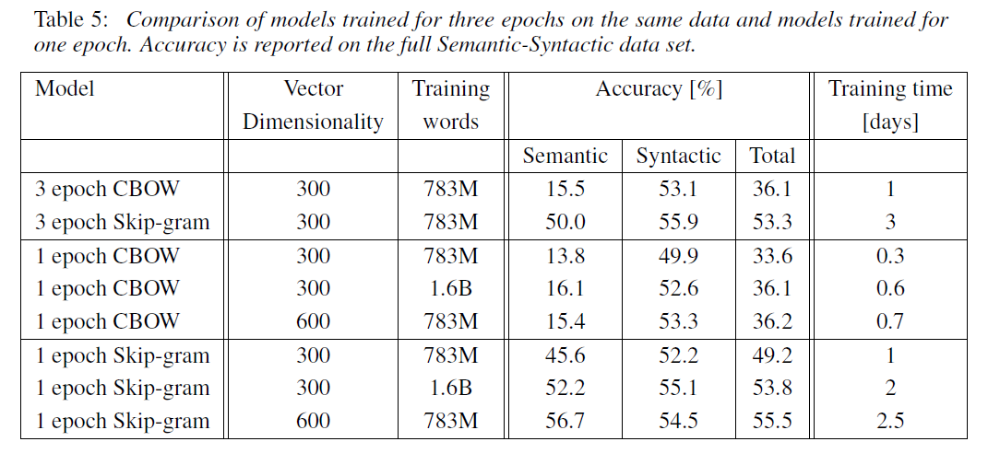 Table 5: Comparison of models trained for three epochs on the same data and models trained for
one epoch. Accuracy is reported on the full Semantic-Syntactic data set.
Model Vector Training Accuracy [%] Training time
Dimensionality words [days]
Semantic Syntactic Total
3 epoch CBOW 300 783M 15.5 53.1 36.1 1
3 epoch Skip-gram 300 783M 50.0 55.9 53.3 3
1 epoch CBOW 300 783M 13.8 49.9 33.6 0.3
1 epoch CBOW 300 1.6B 16.1 52.6 36.1 0.6
1 epoch CBOW 600 783M 15.4 53.3 36.2 0.7
1 epoch Skip-gram 300 783M 45.6 52.2 49.2 1
1 epoch Skip-gram 300 1.6B 52.2 55.1 53.8 2
1 epoch Skip-gram 600 783M 56.7 54.5 55.5 2.5